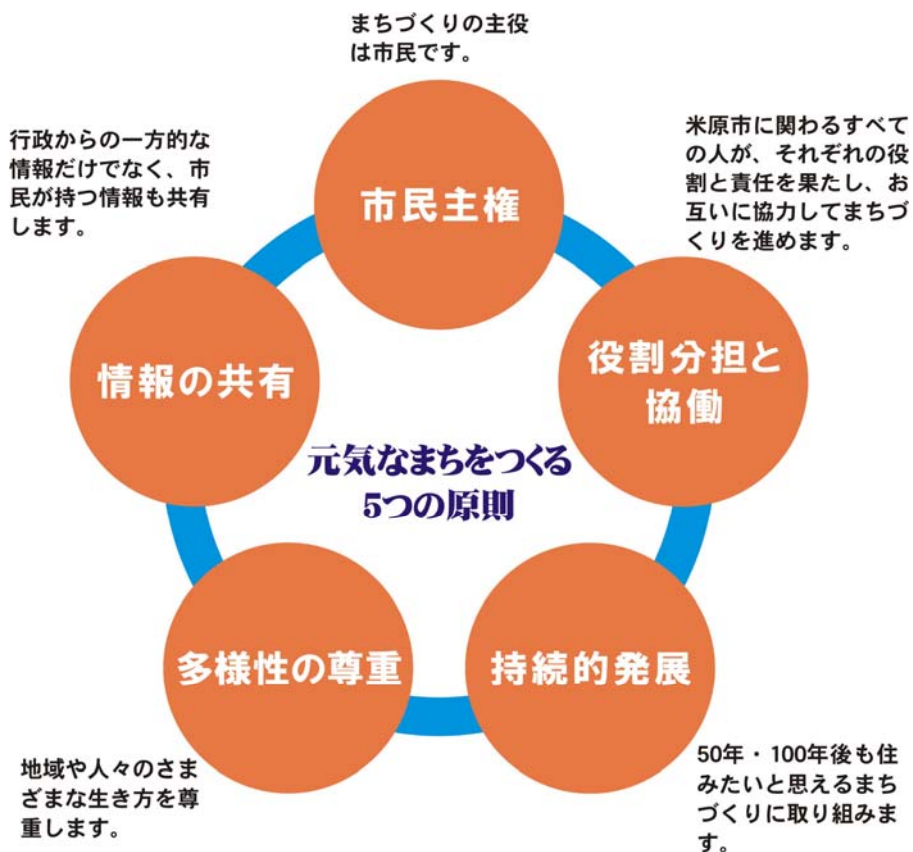 まちづくりの主役
は市民です。
市民主権
米原市に関わるすべて
の人が、それぞれの役
割と責任を果たし、お
互いに協力してまちづ
くりを進めます。
役割分担と
協働
50年・100年後も住
みたいと思えるまち
づくりに取り組みま
す。
持続的発展
地域や人々のさま
ざまな生き方を尊
重します。
多様性の尊重
行政からの一方的な
情報だけでなく、市
民が持つ情報も共有
します。
情報の共有
元気なまちをつくる
5つの原則